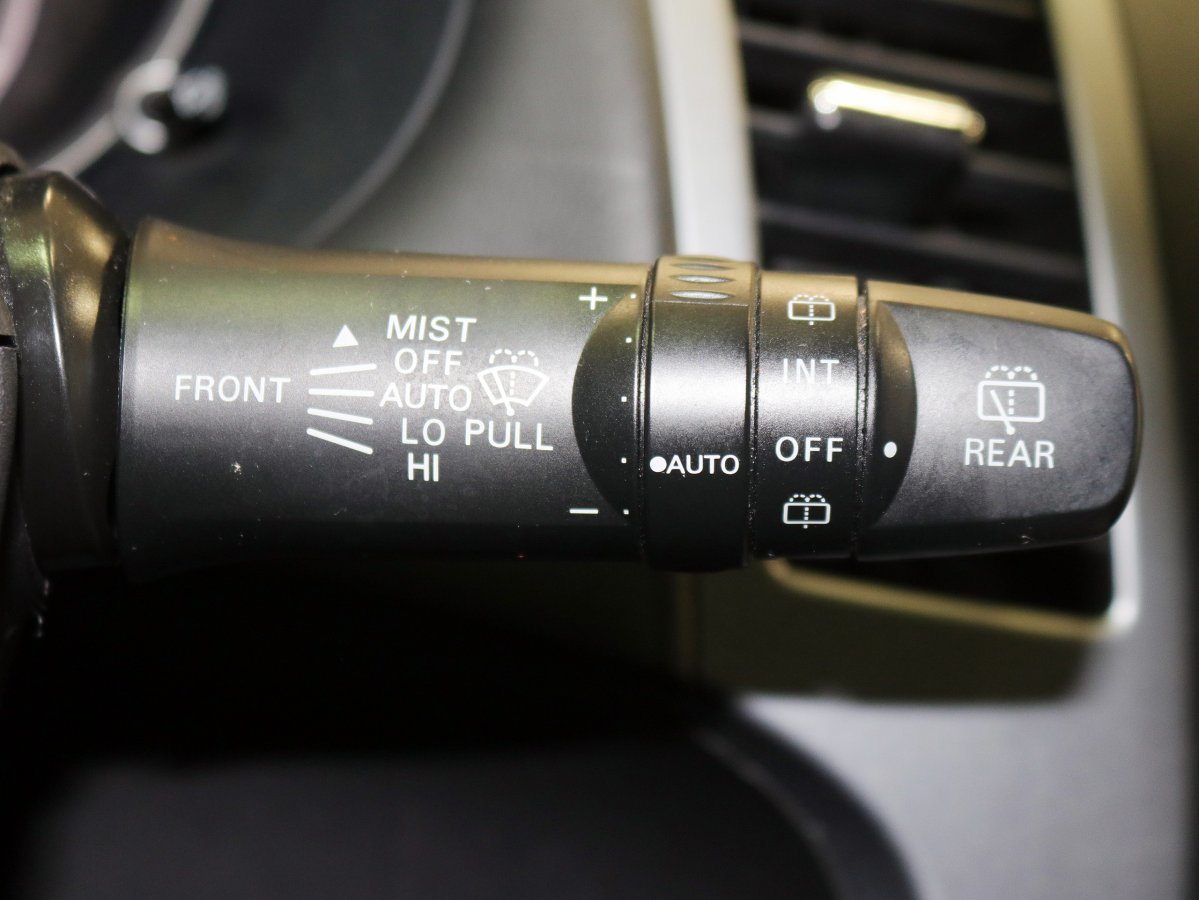 FRONT
MIST
OFF
AUTO
LO PULL
HI
+
−
●AUTO
INT
OFF
REAR